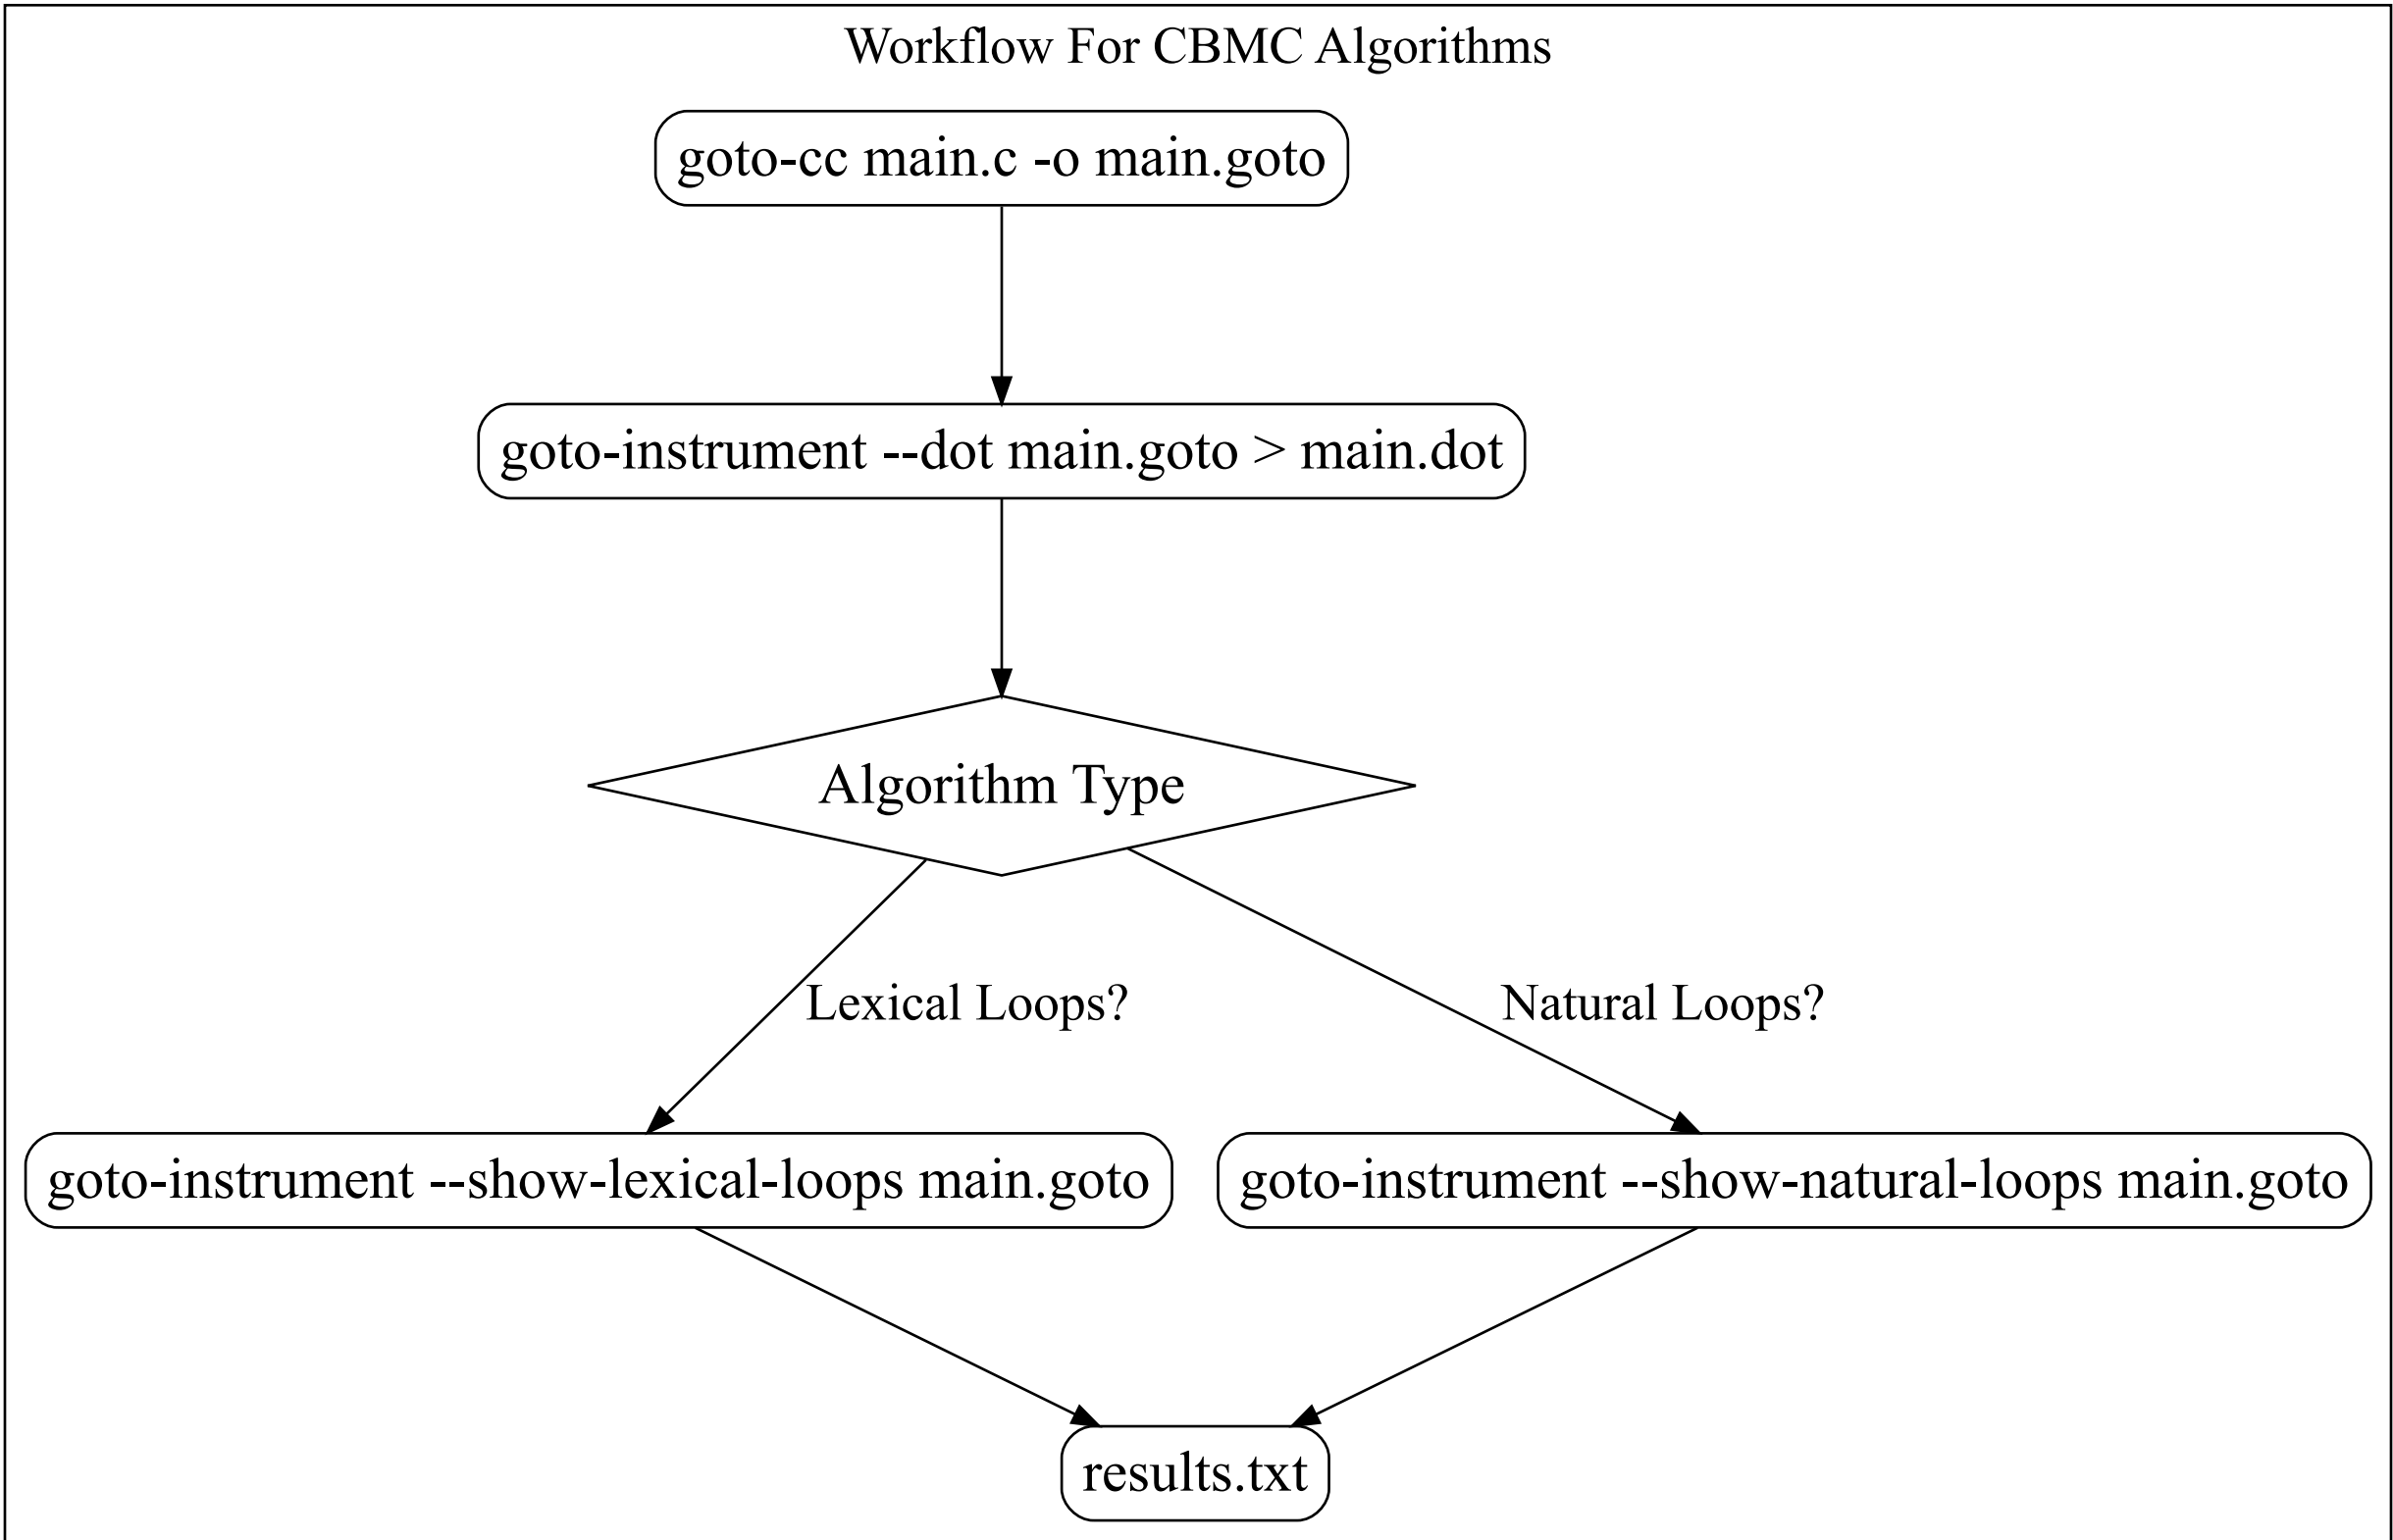 Workflow For CBMC Algorithms
goto-cc main.c -o main.goto
goto-instrument --dot main.goto > main.dot
Algorithm Type
Lexical Loops?
Natural Loops?
goto-instrument --show-lexical-loops main.goto
goto-instrument --show-natural-loops main.goto
results.txt